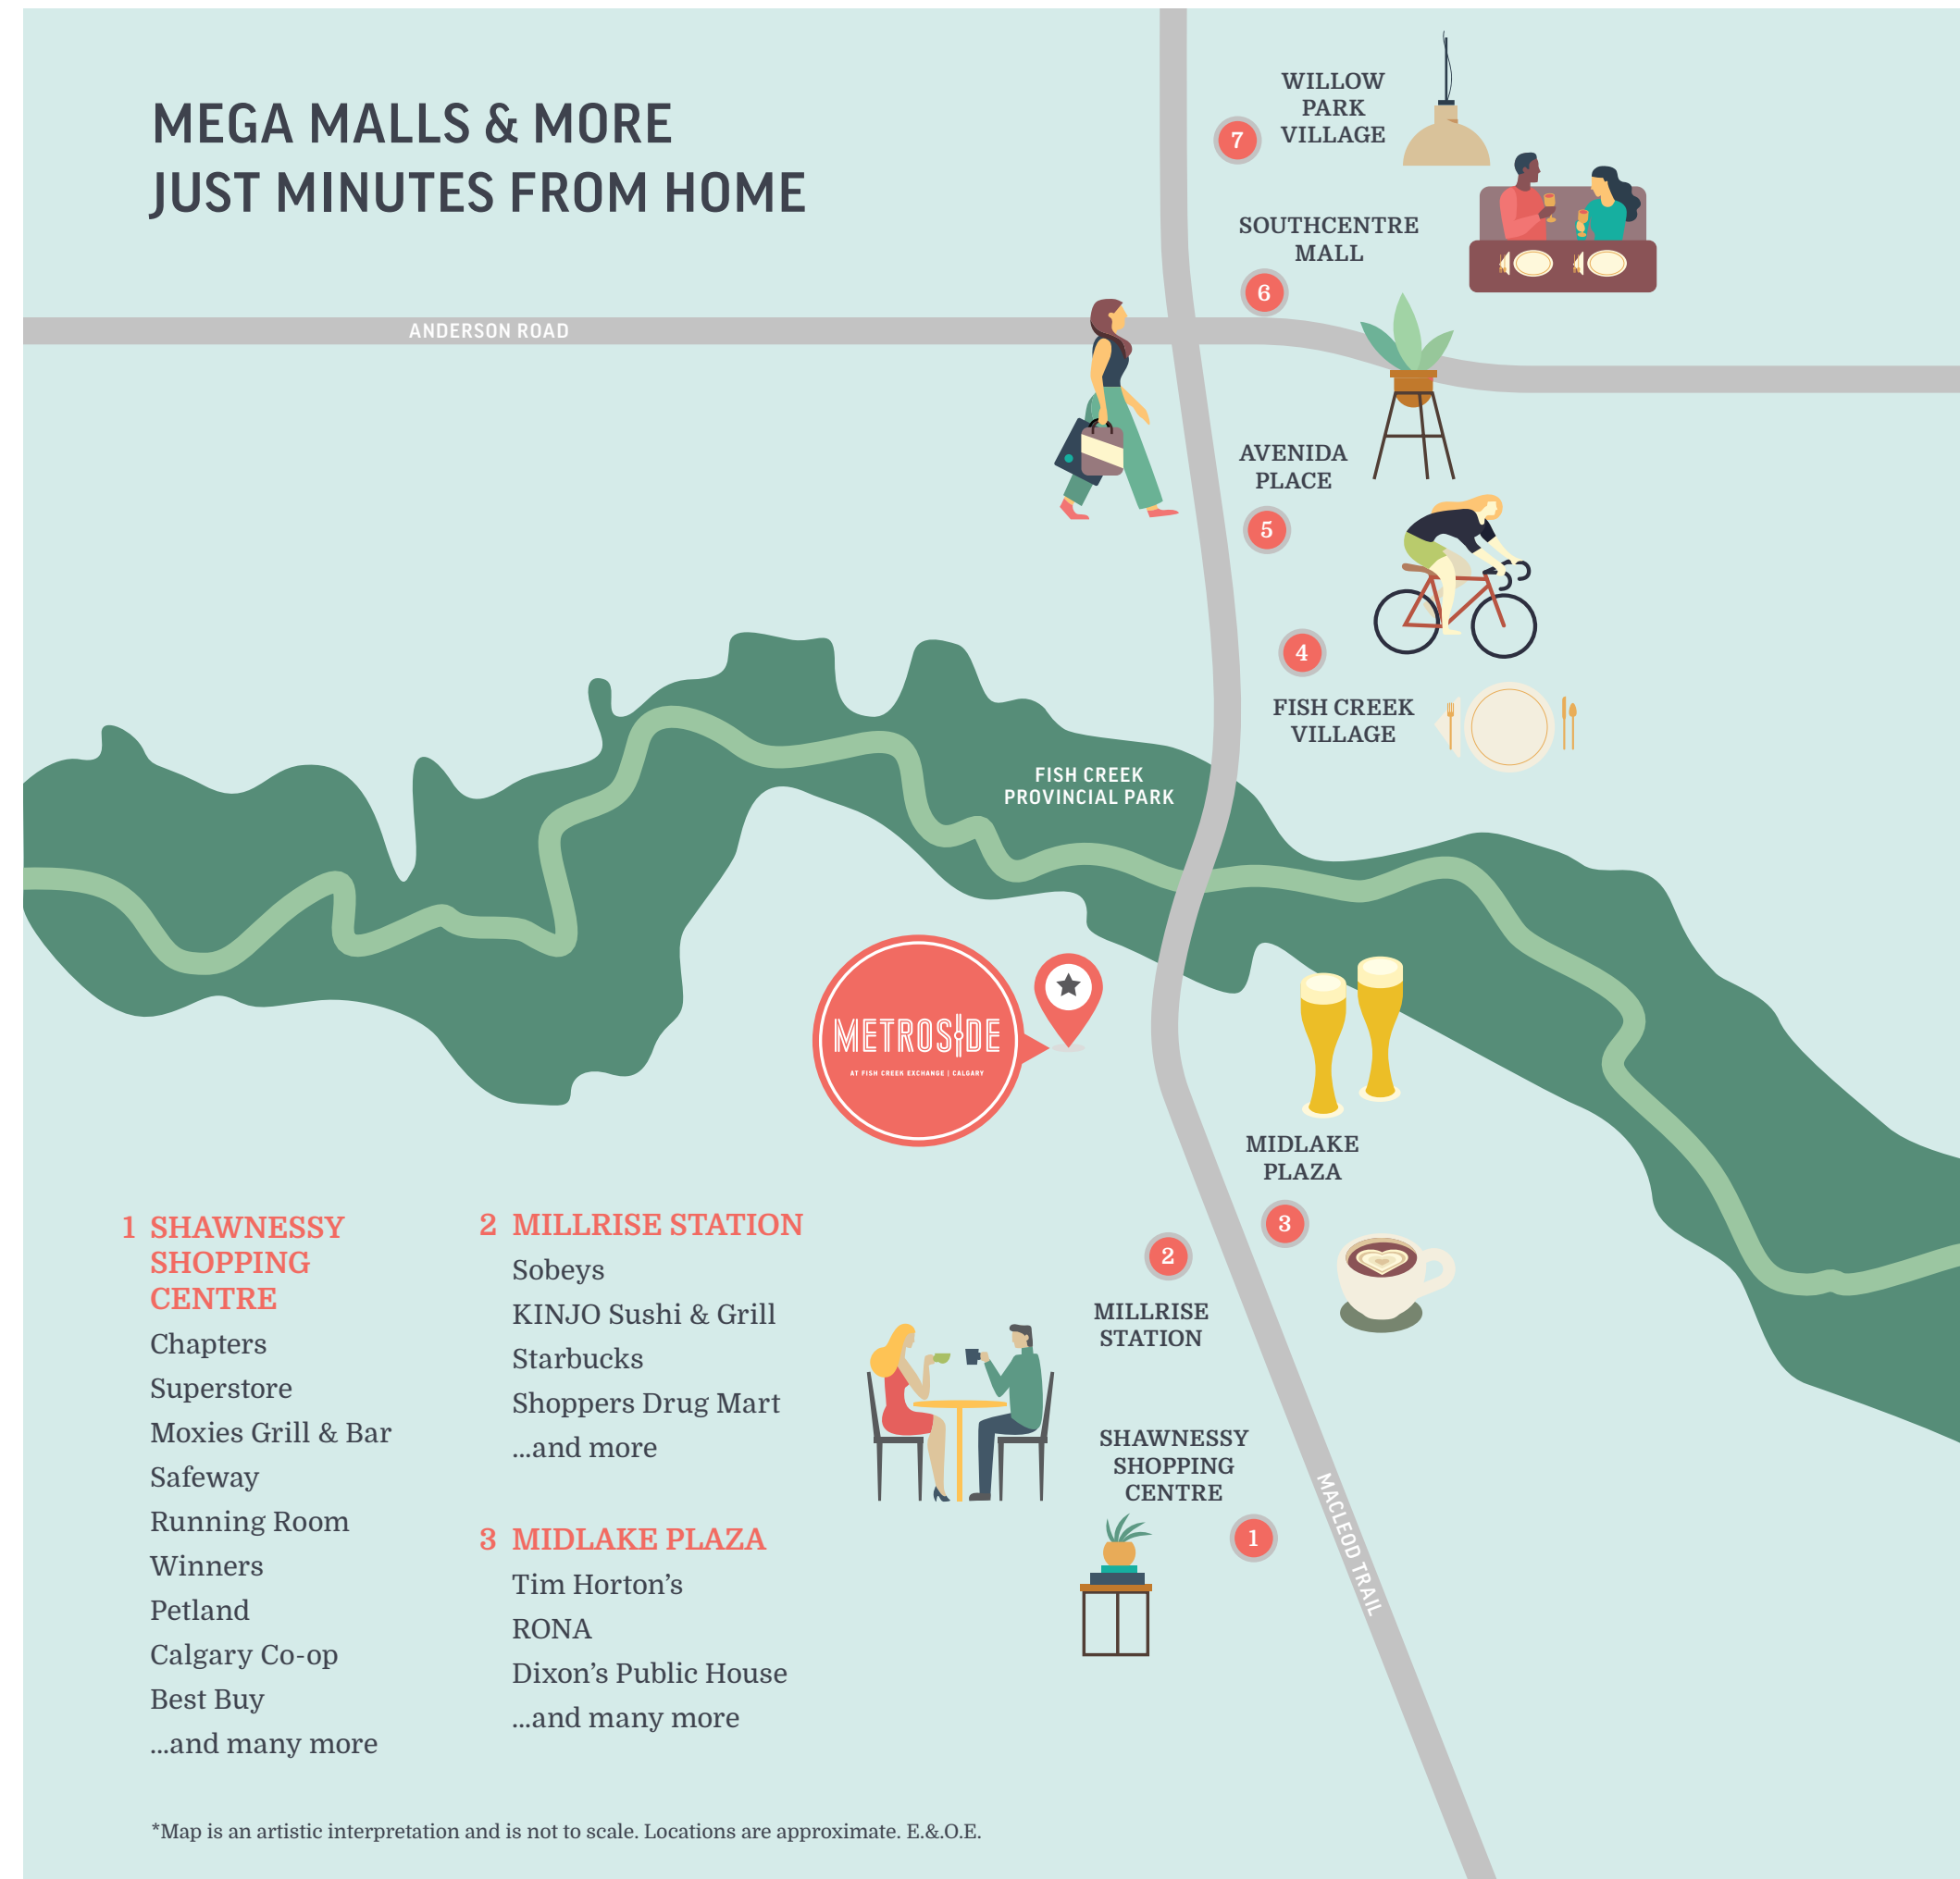 MEGA MALLS & MORE
JUST MINUTES FROM HOME
WILLOW
PARK
VILLAGE
7
SOUTHCENTRE
MALL
6
ANDERSON ROAD
AVENIDA
PLACE
5
4
FISH CREEK
VILLAGE
FISH CREEK
PROVINCIAL PARK
METROSIDE
AT FISH CREEK EXCHANGE | CALGARY
MIDLAKE
PLAZA
3
2
MILLRISE
STATION
SHAWNESSY
SHOPPING
CENTRE
1
MACLEOD TRAIL
1 SHAWNESSY
SHOPPING
CENTRE
Chapters
Superstore
Moxies Grill & Bar
Safeway
Running Room
Winners
Petland
Calgary Co-op
Best Buy
...and many more
2 MILLRISE STATION
Sobeys
KINJO Sushi & Grill
Starbucks
Shoppers Drug Mart
...and more
3 MIDLAKE PLAZA
Tim Horton’s
RONA
Dixon’s Public House
...and many more
*Map is an artistic interpretation and is not to scale. Locations are approximate. E.&.O.E.